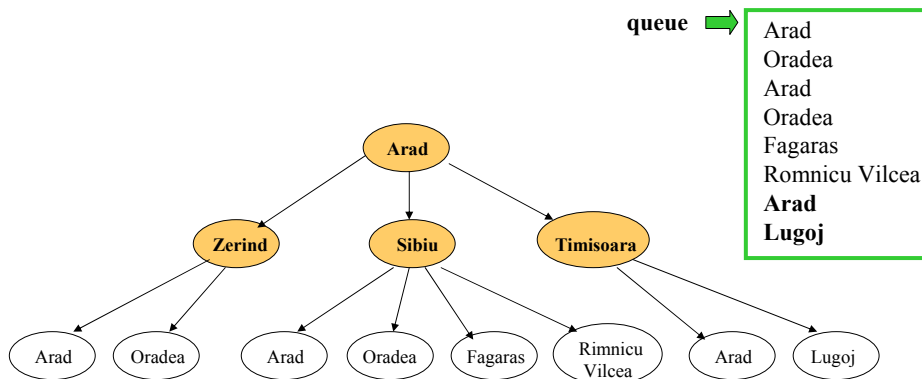 queue
Arad
Oradea
Arad
Oradea
Fagaras
Romnicu Vilcea
Arad
Lugoj
Arad
Zerind
Sibiu
Timisoara
Arad
Oradea
Arad
Oradea
Fagaras
Rimnicu
Vilcea
Arad
Lugoj